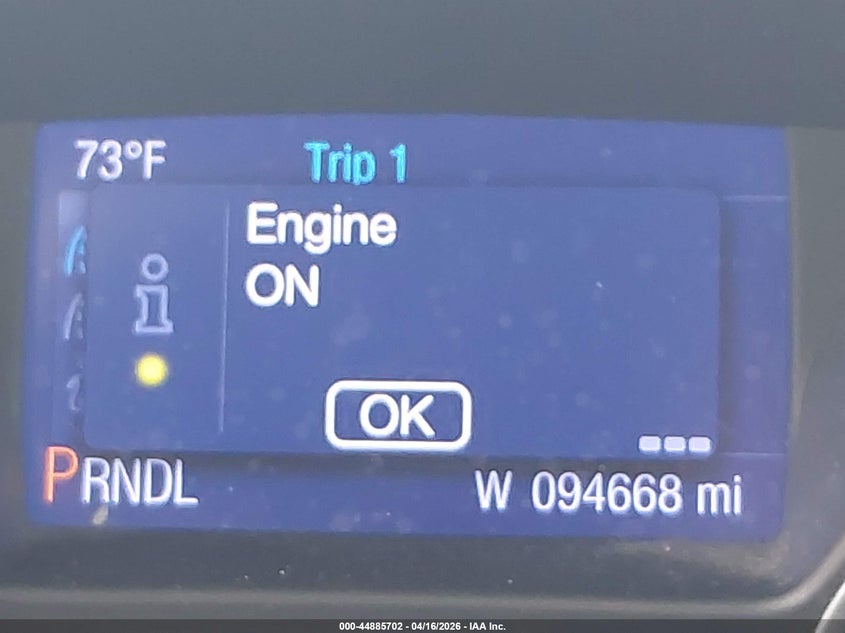 73°F Trip 1
Engine
ON
OK
PRNDL W 094668 mi
000-44885702 - 04/16/2026 - IAA Inc.